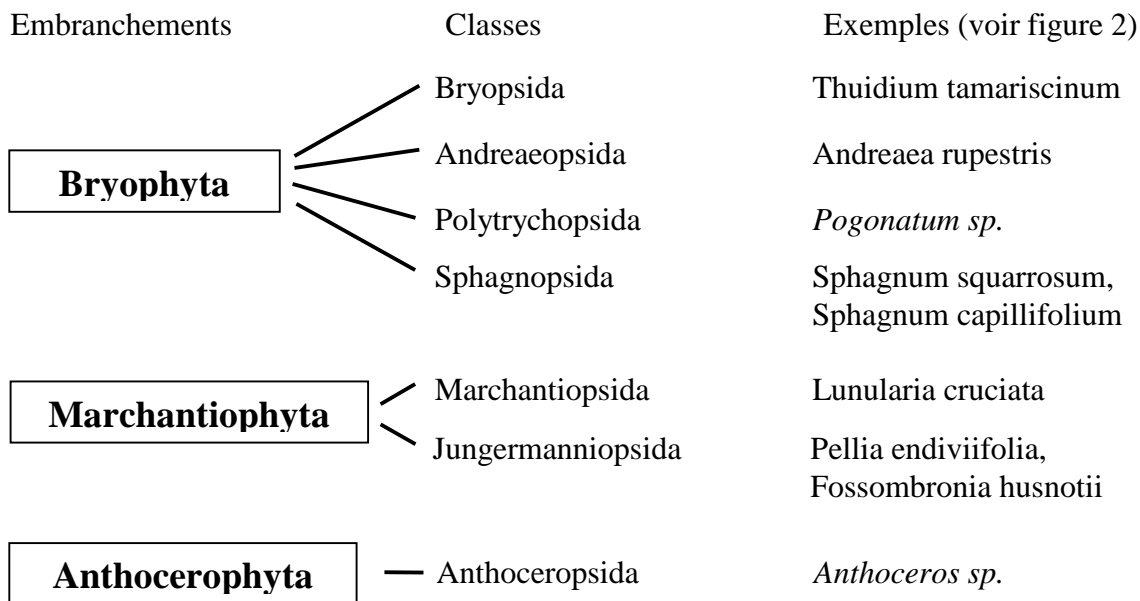 Embranchements Classes Exemples (voir figure 2)
Bryopsida Thuidium tamariscinum
Andreaeopsida Andreaea rupestris
Bryophyta
Polytrychopsida Pogonatum sp.
Sphagnopsida Sphagnum squarrosum,
Sphagnum capillifolium
Marchantiopsida Lunularia cruciata
Marchantiophyta
Jungermanniopsida Pellia endiviifolia,
Fossombronia husnotii
Anthocerophyta Anthoceropsida Anthoceros sp.